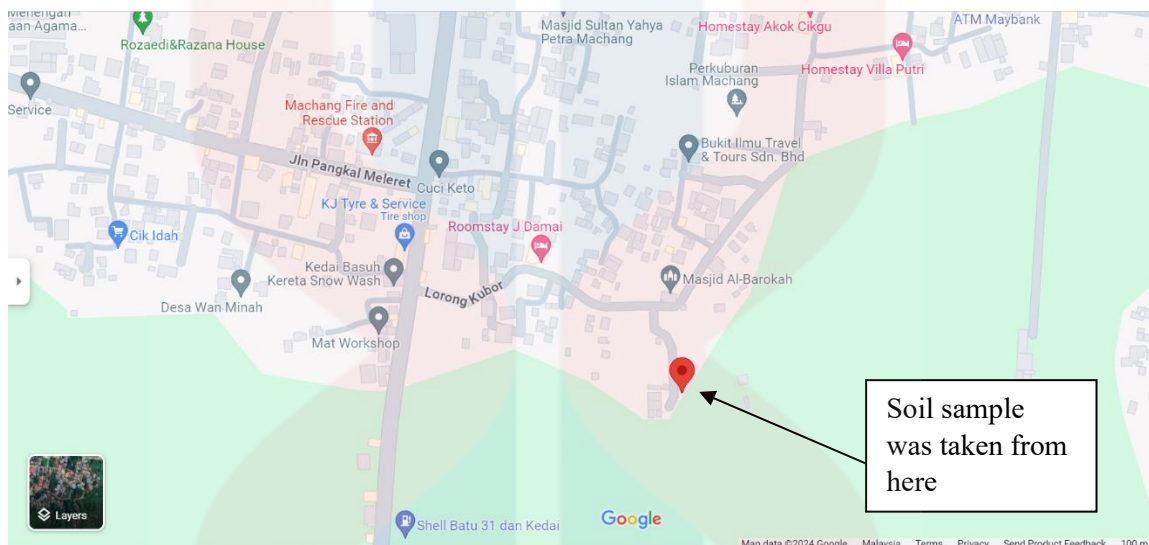 Menengah
aan Agama...
Rozaedi&Razana House
Masjid Sultan Yahya
Petra Machang
Homestay Akok Cikgu
ATM Maybank
Service
Perkuburan
Islam Machang
Homestay Villa Putri
Machang Fire and
Rescue Station
Bukit Ilmu Travel
& Tours Sdn. Bhd
Jln Pangkal Meleret
Cuci Keto
KJ Tyre & Service
Tire shop
Roomstay J Damai
Cik Idah
Kedai Basuh
Kereta Snow Wash
Masjid Al-Barokah
Desa Wan Minah
Lorong Kubor
Mat Workshop
Soil sample
was taken from
here
Layers
Shell Batu 31 dan Kedai
Google
Map data ©2024 Google Malaysia Terms Privacy Send Product Feedback 100 m